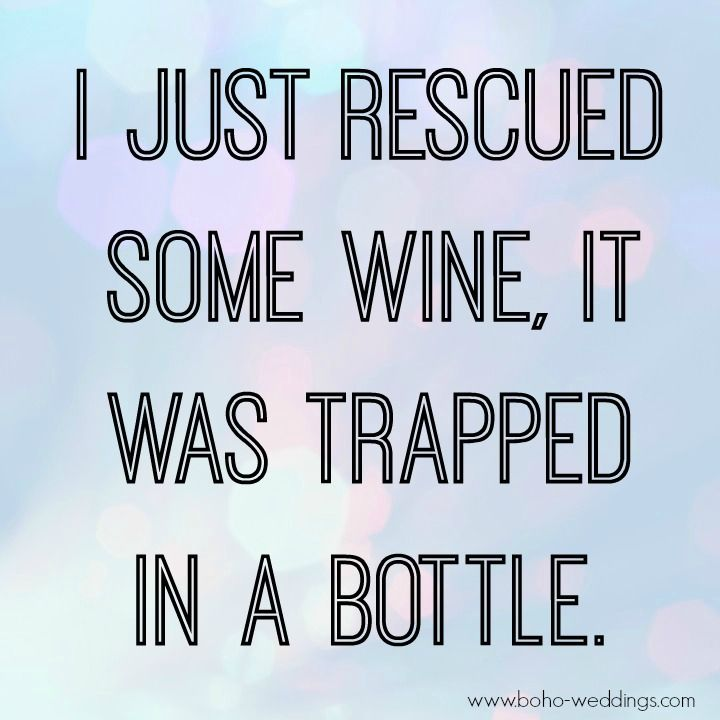 I JUST RESCUED
SOME WINE, IT
WAS TRAPPED
IN A BOTTLE.
www.boho-weddings.com